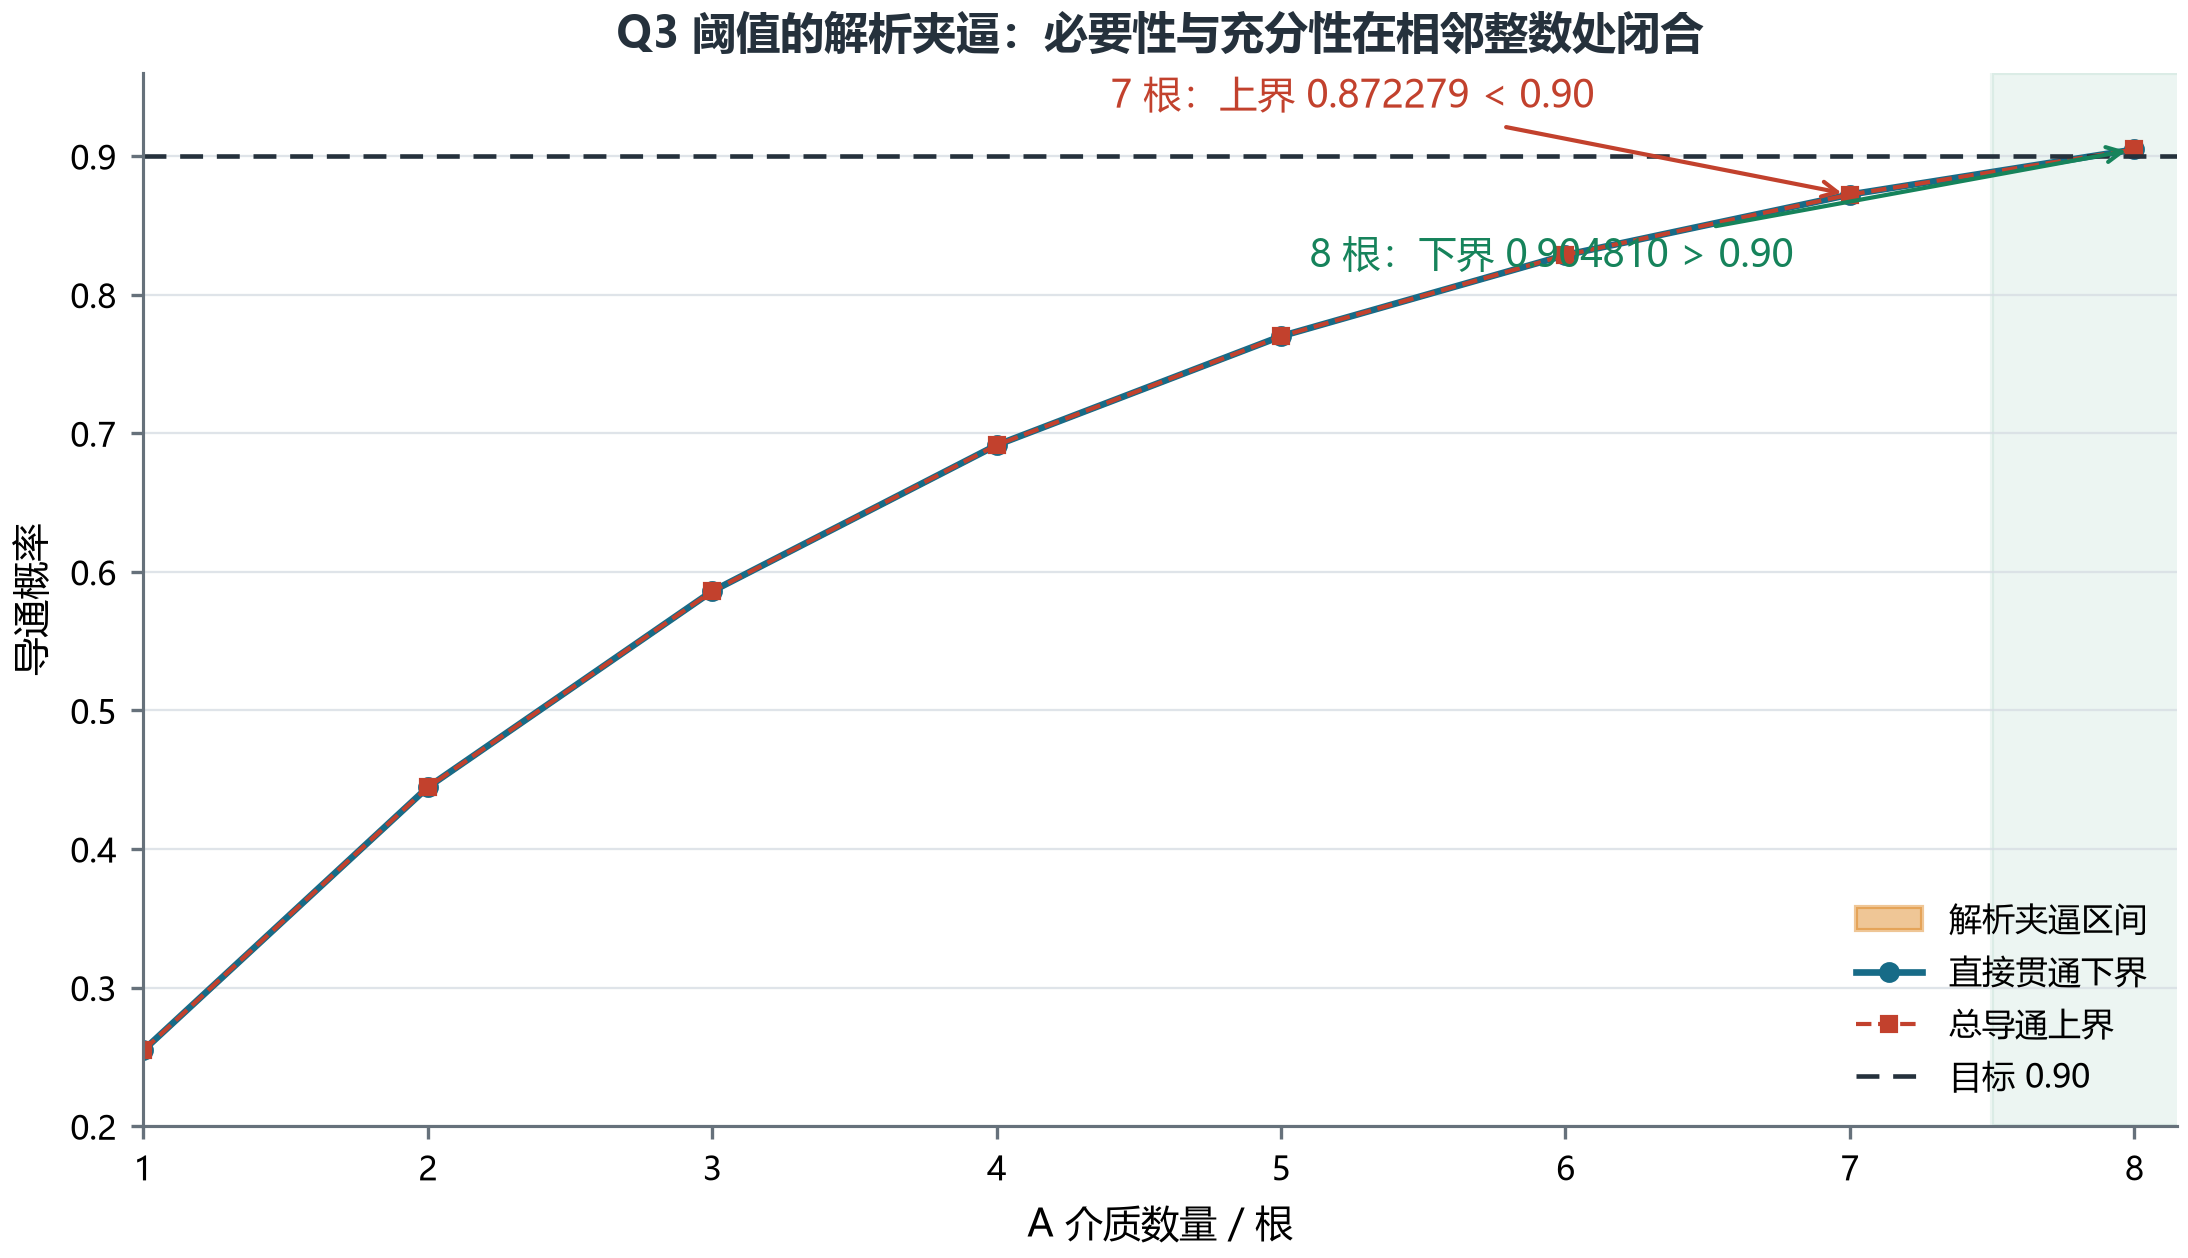 Q3 阈值的解析夹逼：必要性与充分性在相邻整数处闭合
7 根：上界 0.872279 < 0.90
8 根：下界 0.904810 > 0.90
导通概率
0.9
0.8
0.7
0.6
0.5
0.4
0.3
0.2
解析夹逼区间
直接贯通下界
总导通上界
目标 0.90
1 2 3 4 5 6 7 8
A 介质数量 / 根